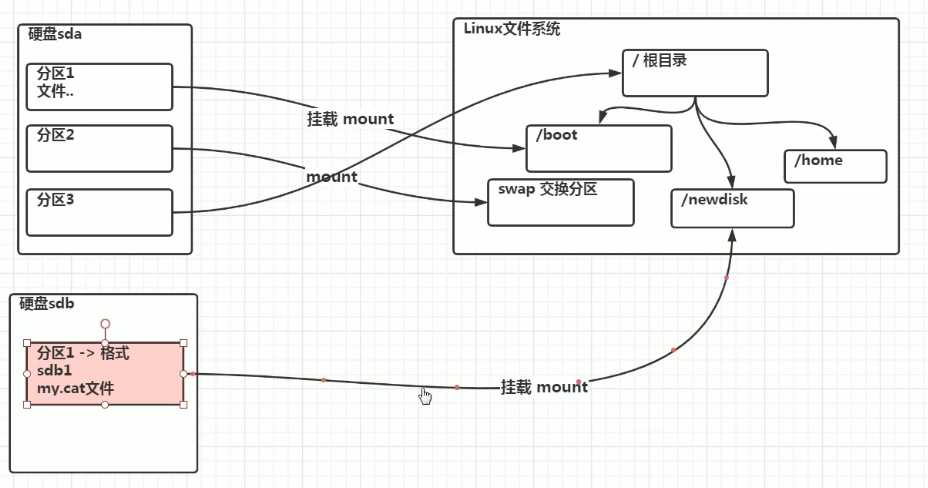 硬盘sda
分区1
文件..
分区2
分区3
挂载 mount
mount
Linux文件系统
/ 根目录
/boot
/home
swap 交换分区
/newdisk
硬盘sdb
分区1 -> 格式
sdb1
my.cat文件
挂载 mount